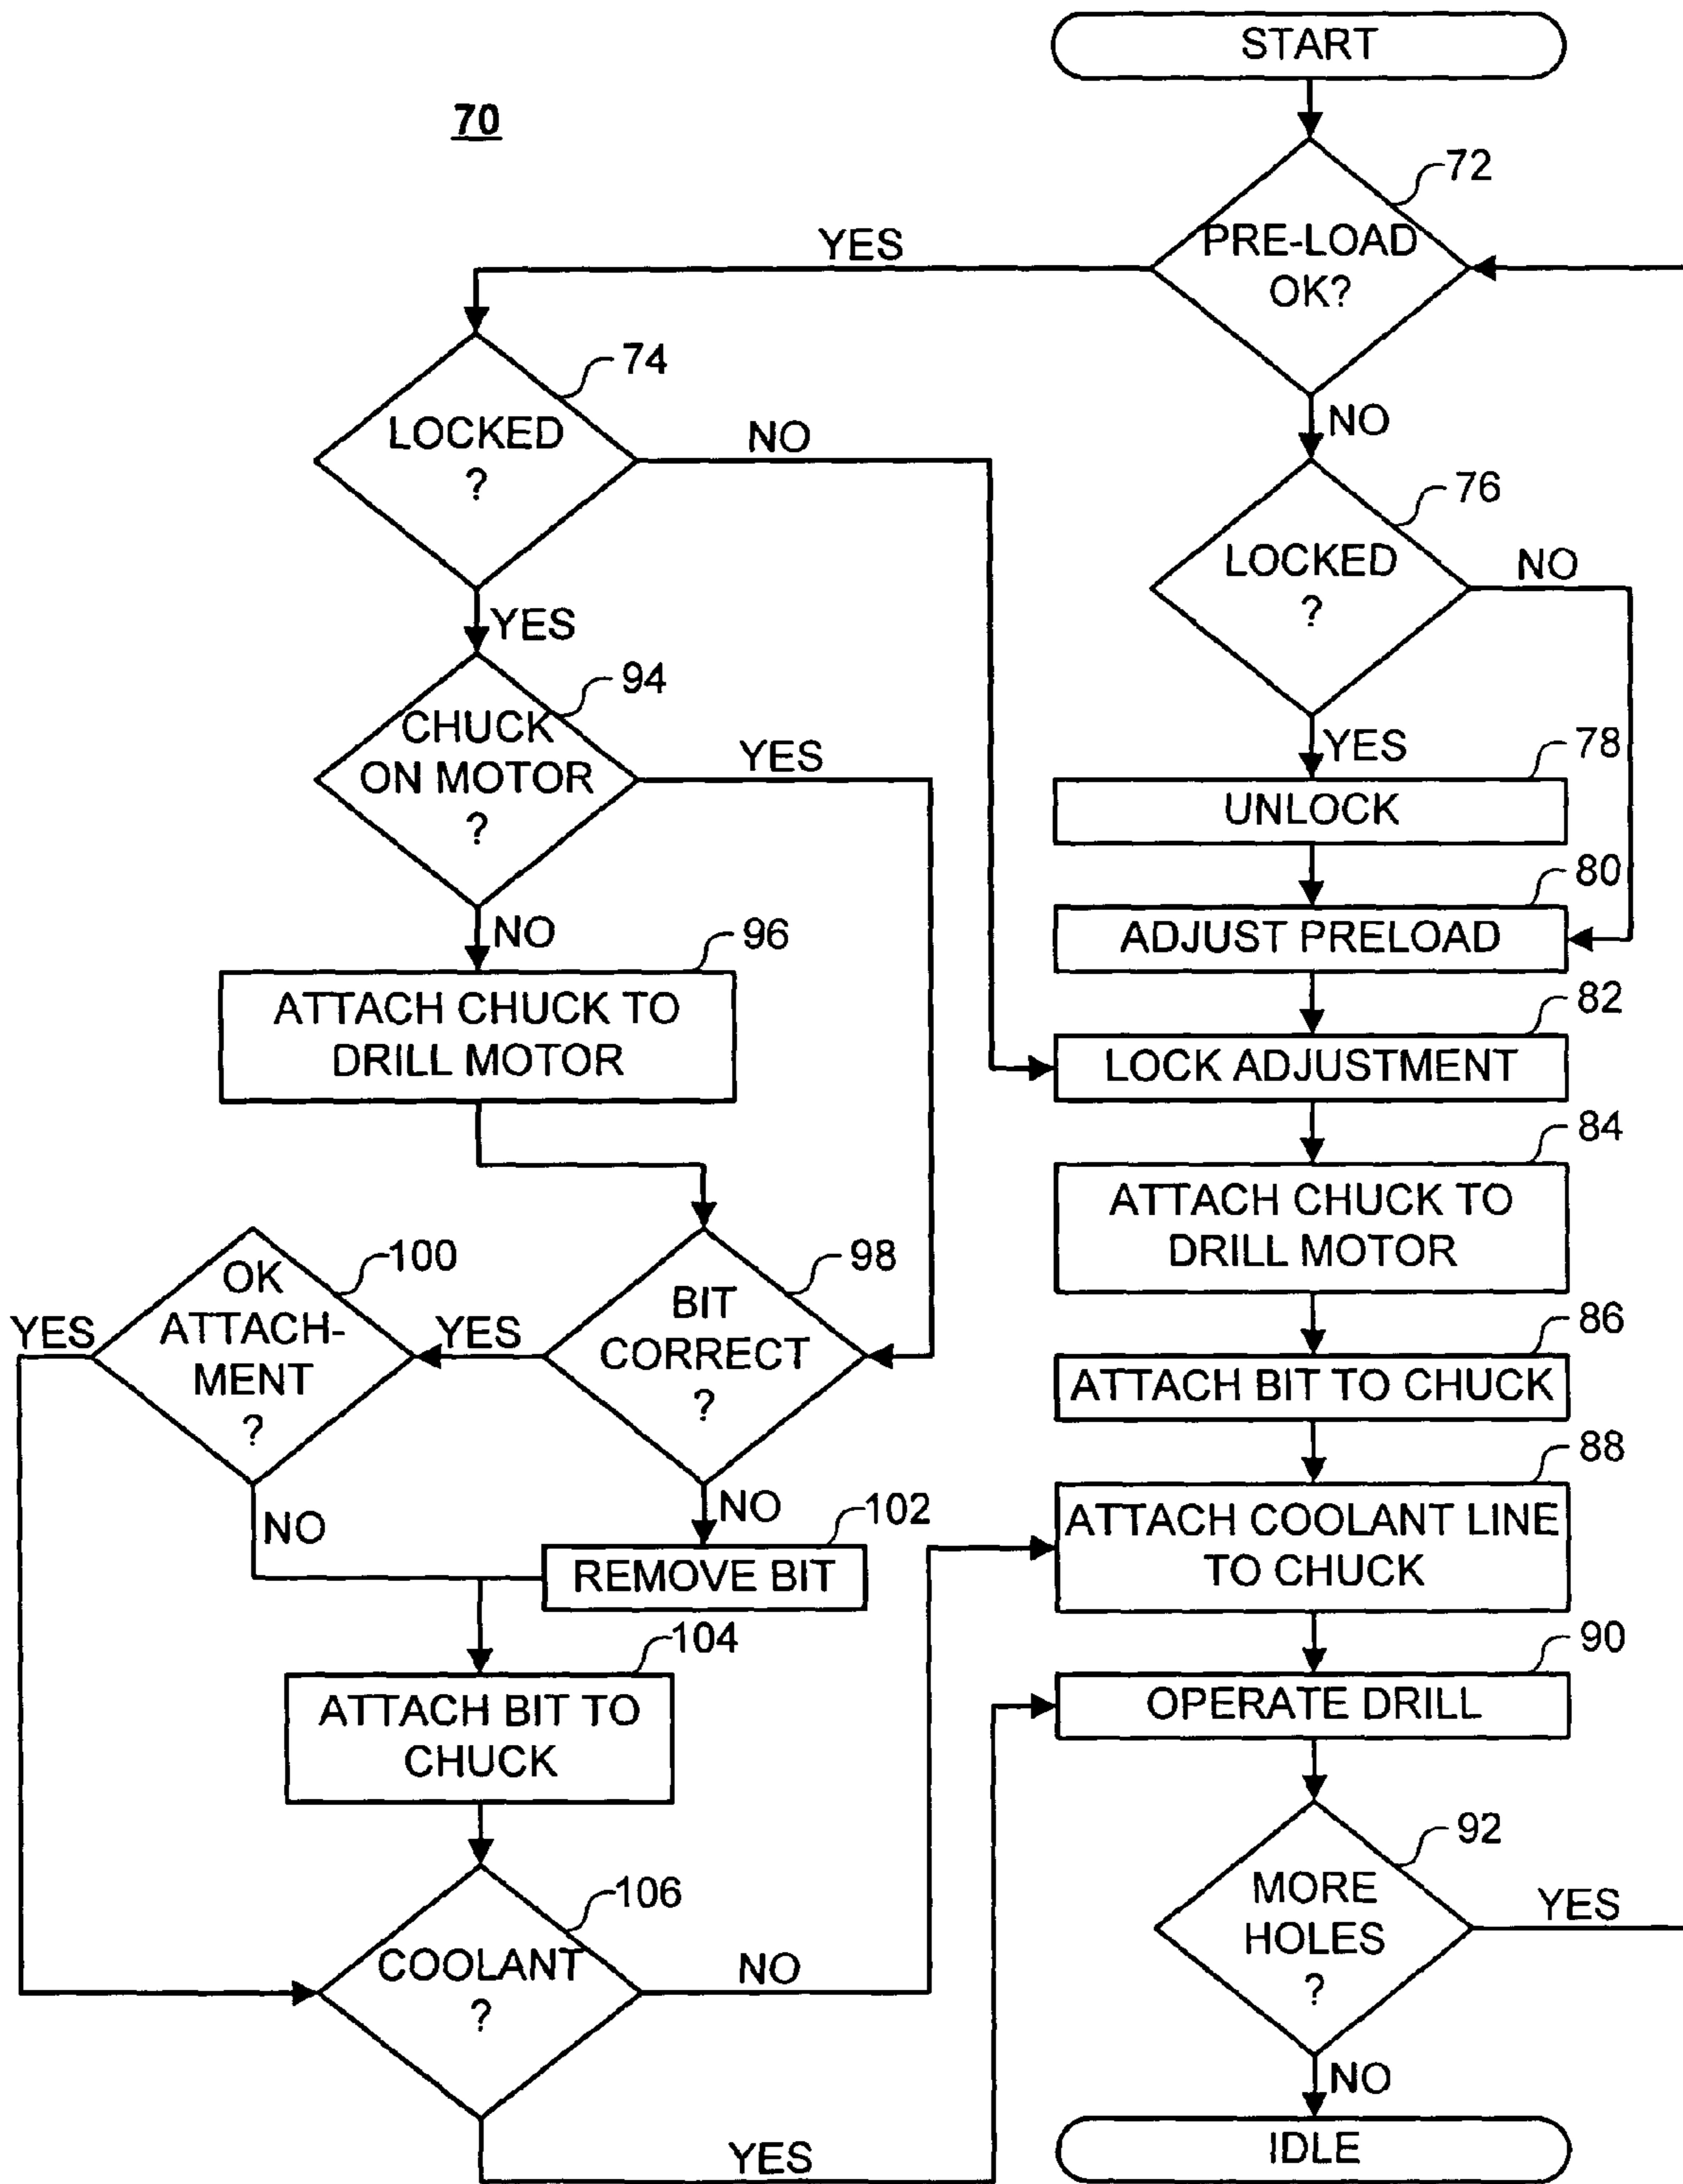 START
70
72
PRE-LOAD
OK?
YES
NO
74
LOCKED
?
NO
YES
76
LOCKED
?
NO
YES
94
CHUCK
ON MOTOR
?
YES
NO
78
UNLOCK
80
ADJUST PRELOAD
96
ATTACH CHUCK TO
DRILL MOTOR
82
LOCK ADJUSTMENT
84
ATTACH CHUCK TO
DRILL MOTOR
100
OK
ATTACH-
MENT
?
YES
NO
98
BIT
CORRECT
?
YES
NO
86
ATTACH BIT TO CHUCK
88
ATTACH COOLANT LINE
TO CHUCK
102
REMOVE BIT
104
ATTACH BIT TO
CHUCK
90
OPERATE DRILL
106
COOLANT
?
NO
YES
92
MORE
HOLES
?
YES
NO
IDLE